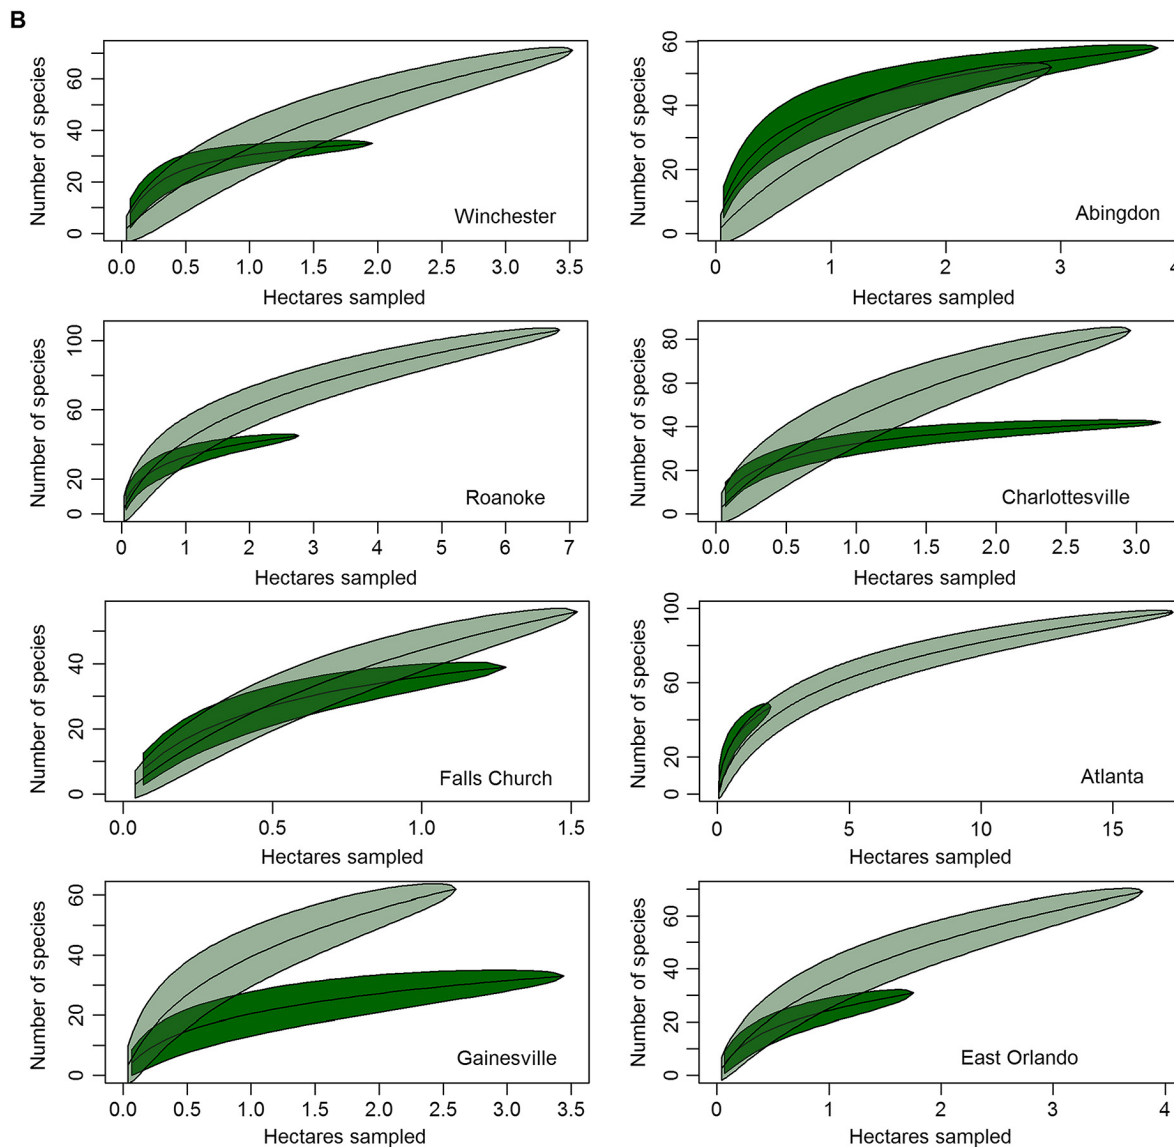 B
Number of species
0 20 40 60
0.0 0.5 1.0 1.5 2.0 2.5 3.0 3.5
Hectares sampled
Winchester
Number of species
0 20 40 60
0 1 2 3 4
Hectares sampled
Abingdon
Number of species
0 20 60 100
0 1 2 3 4 5 6 7
Hectares sampled
Roanoke
Number of species
0 20 40 60 80
0.0 0.5 1.0 1.5 2.0 2.5 3.0
Hectares sampled
Charlottesville
Number of species
0 20 40
0.0 0.5 1.0 1.5
Hectares sampled
Falls Church
Number of species
0 20 60 100
0 5 10 15
Hectares sampled
Atlanta
Number of species
0 20 40 60
0.0 0.5 1.0 1.5 2.0 2.5 3.0 3.5
Hectares sampled
Gainesville
Number of species
0 20 40 60
0 1 2 3 4
Hectares sampled
East Orlando